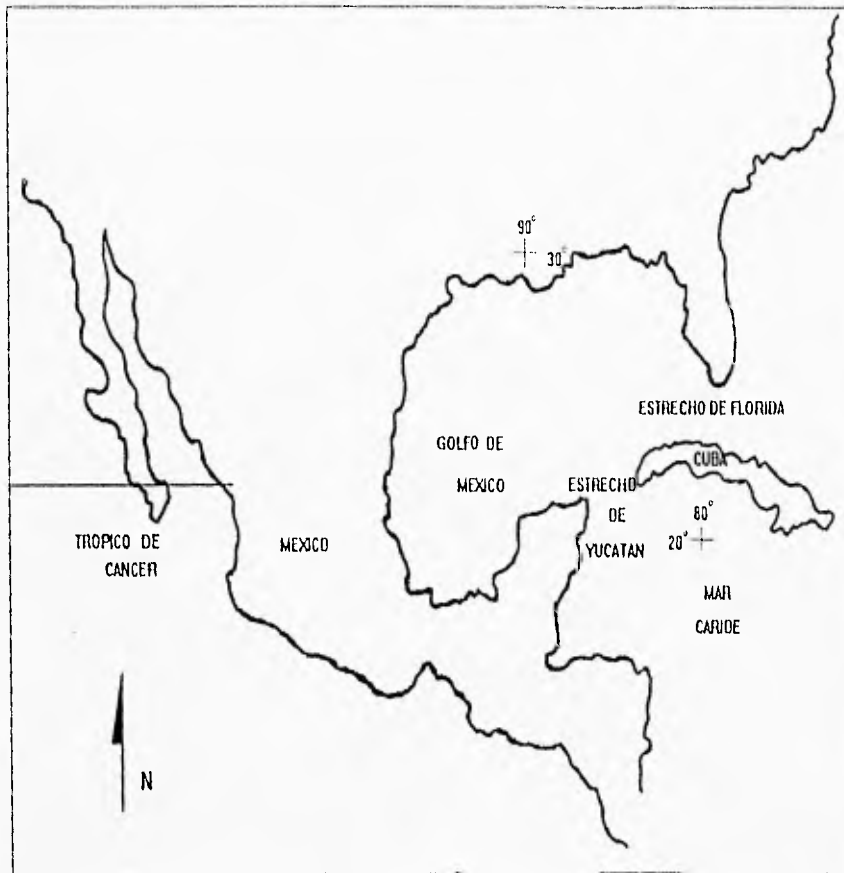 90°
30°
ESTRECHO DE FLORIDA
GOLFO DE
MEXICO
CUBA
ESTRECHO
DE
YUCATAN
80°
20°
TROPICO DE
CANCER
MEXICO
MAR
CARIDE
N